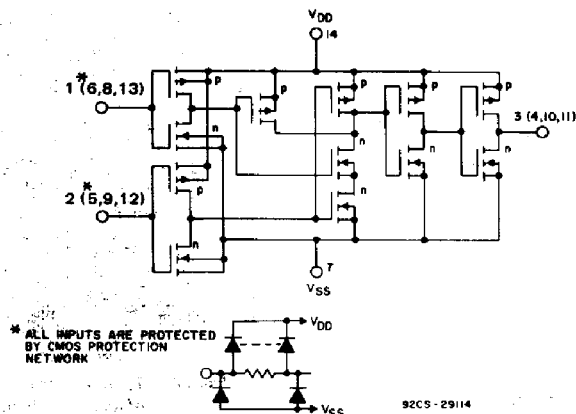 VDD
14
1 (6,8,13)
*
p
p
p
p
p
n
3 (4,10,11)
n
n
n
p
n
2 (5,9,12)
*
n
7
VSS
* ALL INPUTS ARE PROTECTED
BY CMOS PROTECTION
NETWORK
VDD
VSS
92CS-29114